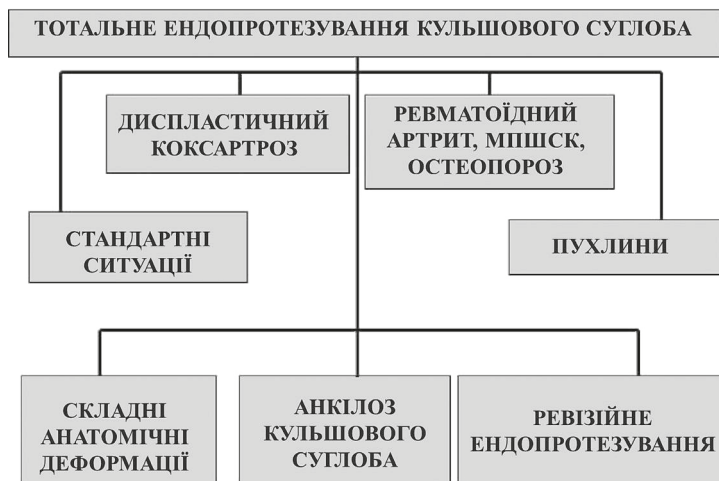 ТОТАЛЬНЕ ЕНДОПРОТЕЗУВАННЯ КУЛЬШОВОГО СУГЛОБА
ДИСПЛАСТИЧНИЙ
КОКСАРТРОЗ
РЕВМАТОЇДНИЙ
АРТРИТ, МПШСК,
ОСТЕОПОРОЗ
СТАНДАРТНІ
СИТУАЦІЇ
ПУХЛИНИ
СКЛАДНІ
АНАТОМІЧНІ
ДЕФОРМАЦІЇ
АНКІЛОЗ
КУЛЬШОВОГО
СУГЛОБА
РЕВІЗІЙНЕ
ЕНДОПРОТЕЗУВАННЯ